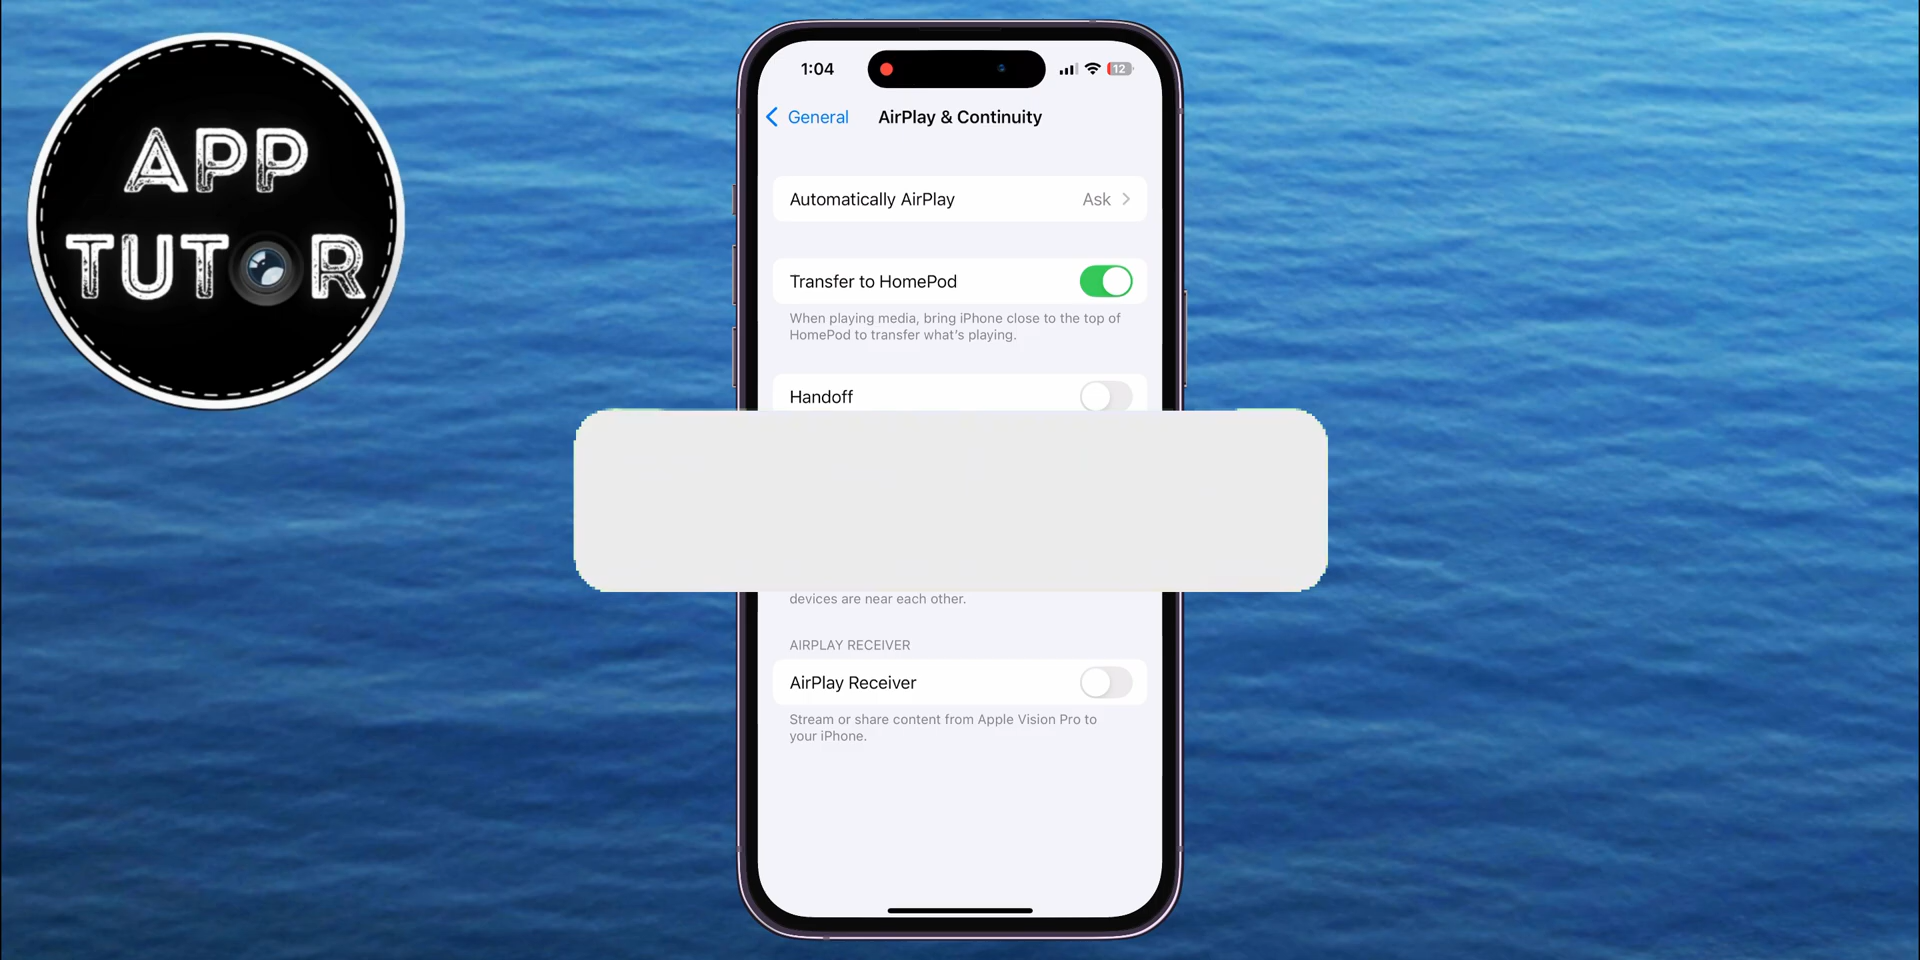 APP
TUTOR
1:04
12
General
AirPlay & Continuity
Automatically AirPlay
Ask
Transfer to HomePod
When playing media, bring iPhone close to the top of
HomePod to transfer what's playing.
Handoff
devices are near each other.
AIRPLAY RECEIVER
AirPlay Receiver
Stream or share content from Apple Vision Pro to
your iPhone.